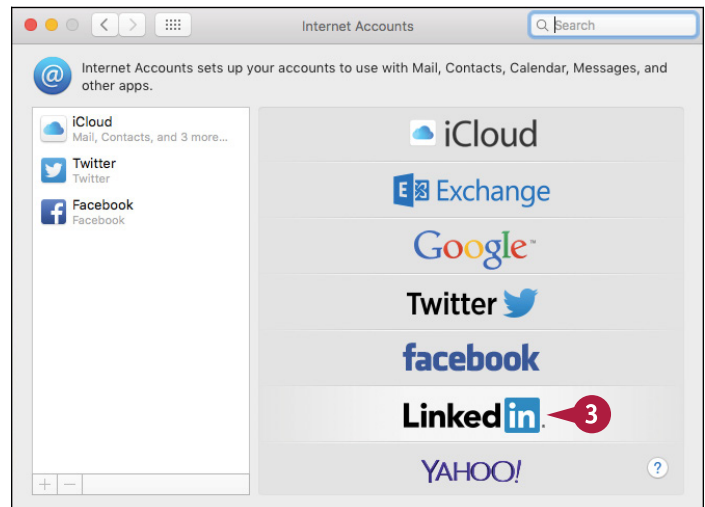 Internet Accounts
Search
Internet Accounts sets up your accounts to use with Mail, Contacts, Calendar, Messages, and
other apps.
iCloud
Mail, Contacts, and 3 more...
Twitter
Twitter
Facebook
Facebook
iCloud
E Exchange
Google™
Twitter
facebook
Linked in.
3
YAHOO!
?